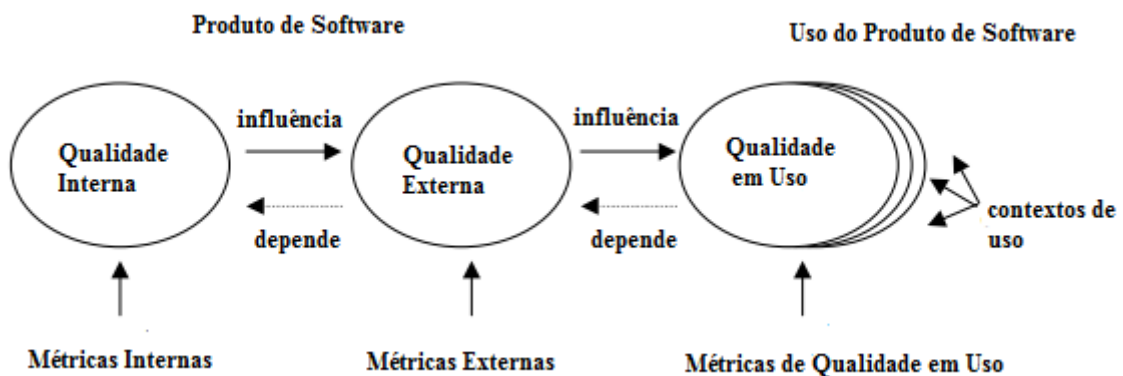 Produto de Software
Uso do Produto de Software
influência
influência
Qualidade
Interna
Qualidade
Externa
Qualidade
em Uso
depende
depende
contextos de
uso
Métricas Internas
Métricas Externas
Métricas de Qualidade em Uso